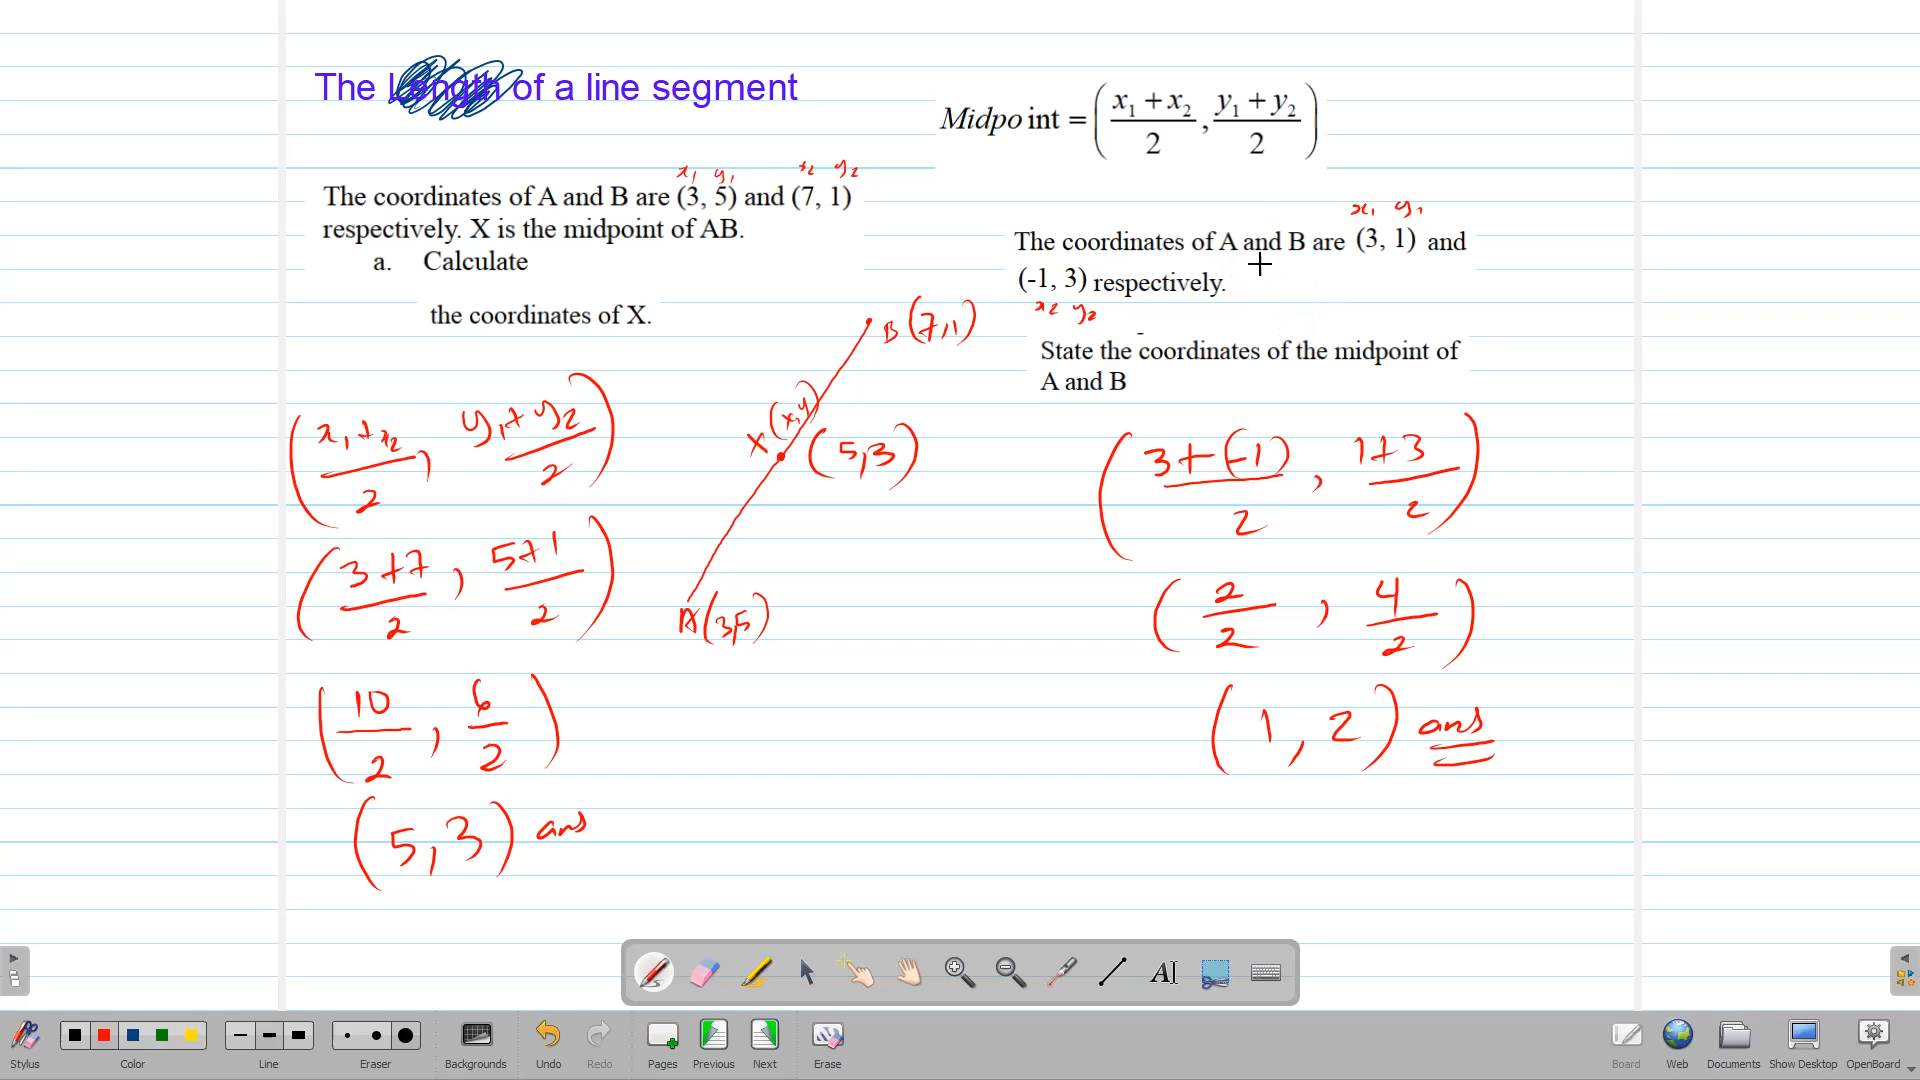 The Length of a line segment
Midpoint = ( x₁ + x₂ / 2 , y₁ + y₂ / 2 )
x₁ y₁ x₂ y₂
The coordinates of A and B are (3, 5) and (7, 1)
respectively. X is the midpoint of AB.
a. Calculate
the coordinates of X.
( x₁ + x₂ / 2 , y₁ + y₂ / 2 )
( 3 + 7 / 2 , 5 + 1 / 2 )
( 10 / 2 , 6 / 2 )
( 5 , 3 ) ans
B (7,1)
X (x,y)
(5,3)
A (3,5)
x₁ y₁
The coordinates of A and B are (3, 1) and
(-1, 3) respectively.
x₂ y₂
State the coordinates of the midpoint of
A and B
( 3 + (-1) / 2 , 1 + 3 / 2 )
( 2 / 2 , 4 / 2 )
( 1 , 2 ) ans
Stylus Color Line Eraser Backgrounds Undo Redo Pages Previous Next Erase Board Web Documents Show Desktop OpenBoard